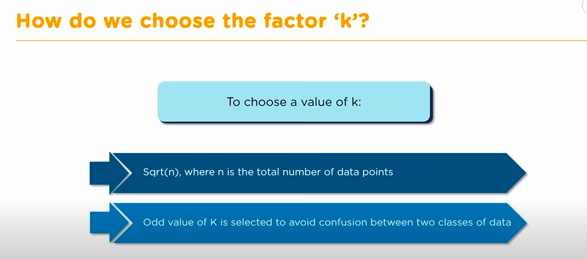 How do we choose the factor ‘k’?
To choose a value of k:
Sqrt(n), where n is the total number of data points
Odd value of K is selected to avoid confusion between two classes of data